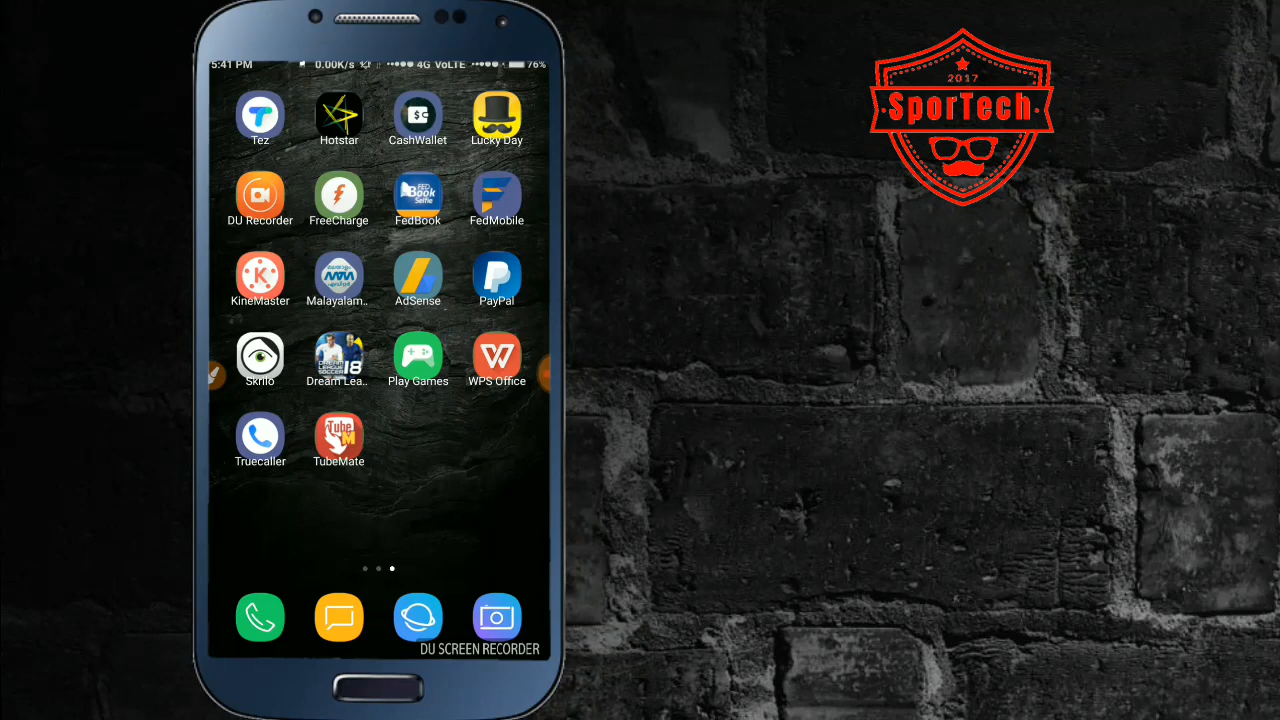 5:41 PM 0.00K/s 4G VoLTE 76%
2017
SporTech
Tez Hotstar CashWallet Lucky Day
DU Recorder FreeCharge FedBook FedMobile
KineMaster Malayalam.. AdSense PayPal
Skrilo Dream Lea.. Play Games WPS Office
Truecaller TubeMate
DU SCREEN RECORDER